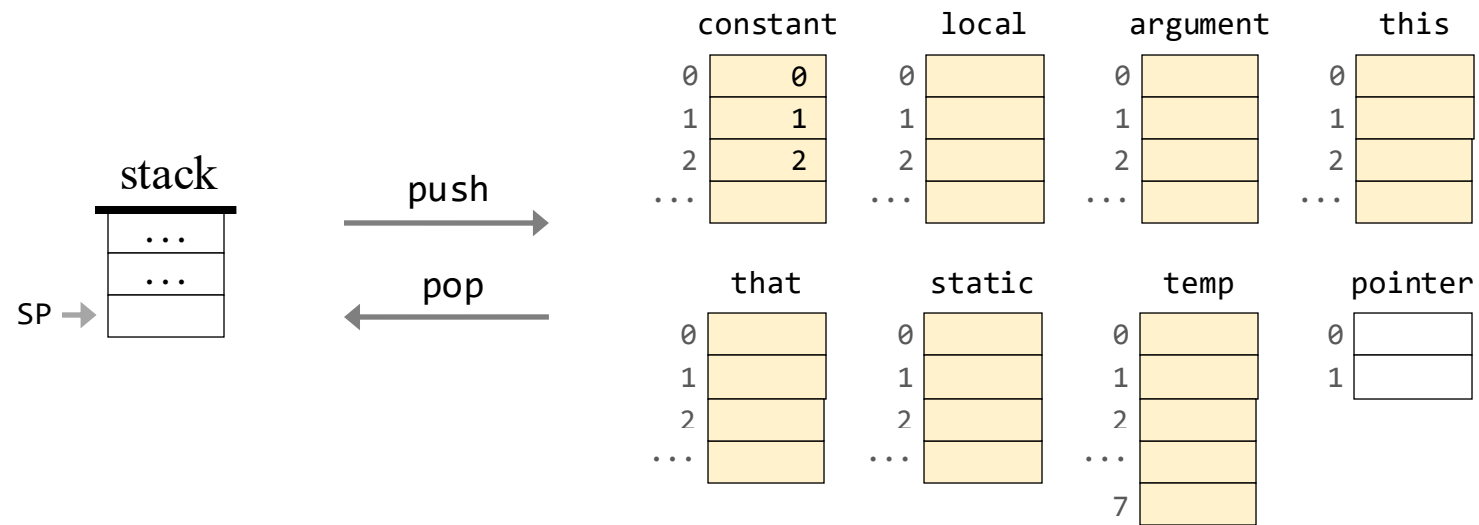 constant local argument this
0 0 0 0 0
1 1 1 1 1
2 2 2 2 2
... ... ... ...
stack
push
...
...
pop
SP
that static temp pointer
0 0 0 0
1 1 1 1
2 2 2
... ... ...
7